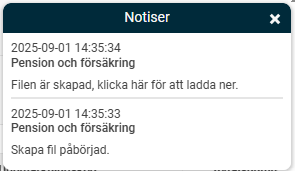 Notiser ×
2025-09-01 14:35:34
Pension och försäkring
Filen är skapad, klicka här för att ladda ner.
2025-09-01 14:35:33
Pension och försäkring
Skapa fil påbörjad.